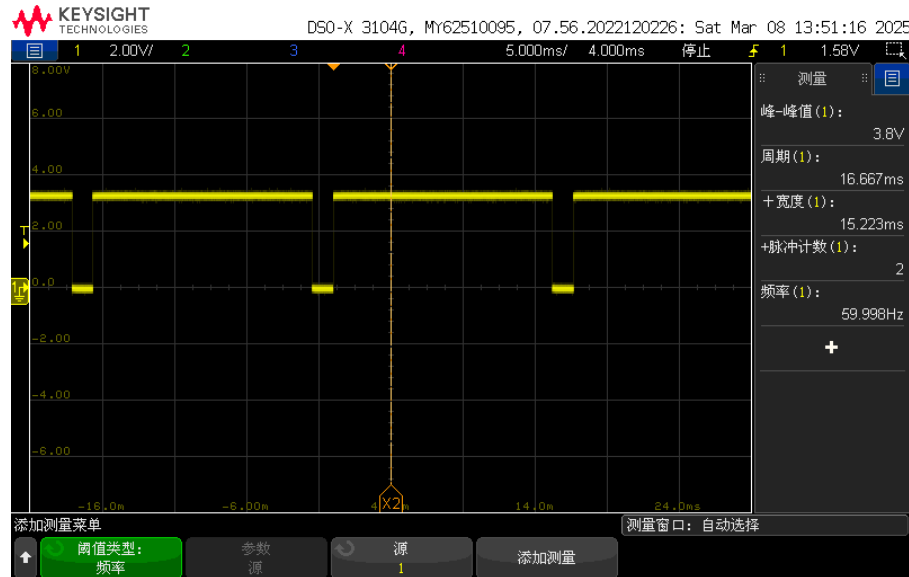 KEYSIGHT
TECHNOLOGIES
DSO-X 3104G, MY62510095, 07.56.2022120226: Sat Mar 08 13:51:16 2025
1 2.00V/ 2 3 4 5.000ms/ 4.000ms 停止 1 1.58V
8.00V
6.00
4.00
2.00
0.0
-2.00
-4.00
-6.00
T
1
X2
-16.0m -6.00m 14.0m 24.0ms
测量
峰-峰值(1):
3.8V
周期(1):
16.667ms
+宽度(1):
15.223ms
+脉冲计数(1):
2
频率(1):
59.998Hz
+
添加测量菜单
测量窗口: 自动选择
阈值类型:
频率
参数
源
源
1
添加测量